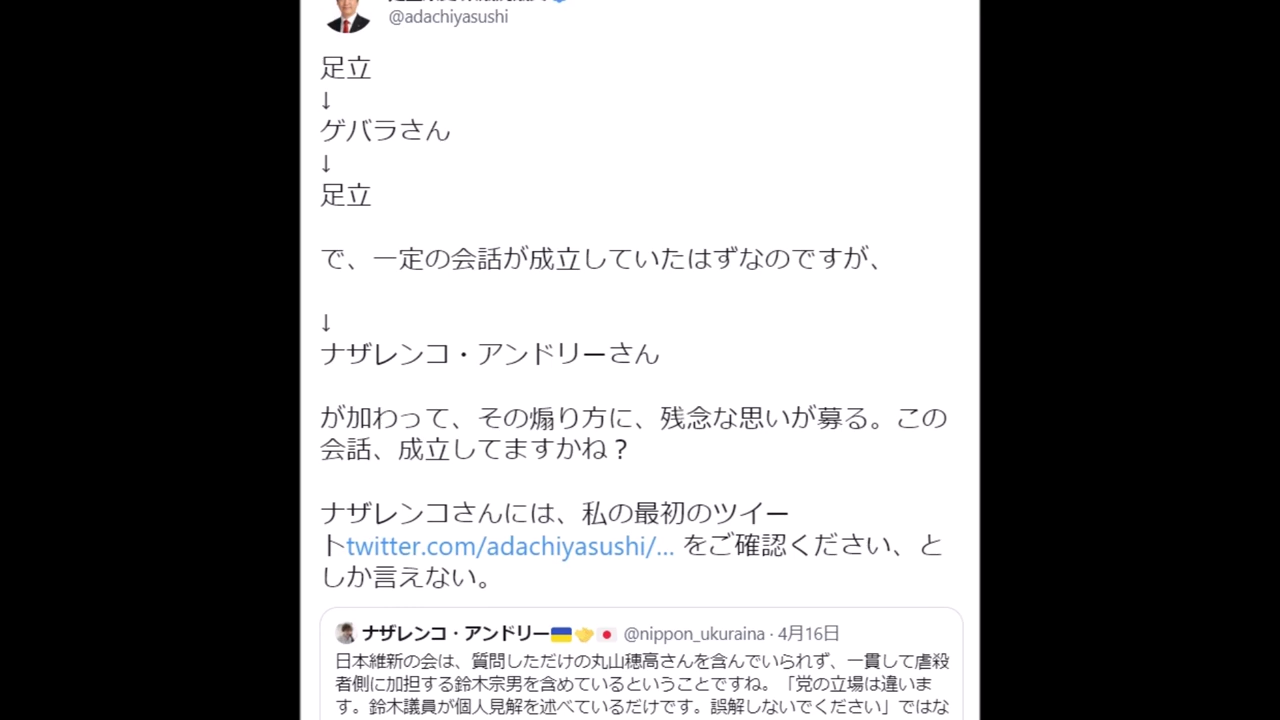 @adachiyasushi
足立
↓
ゲバラさん
↓
足立
で、一定の会話が成立していたはずなのですが、
↓
ナザレンコ・アンドリーさん
が加わって、その煽り方に、残念な思いが募る。この
会話、成立してますかね？
ナザレンコさんには、私の最初のツイー
トtwitter.com/adachiyasushi/… をご確認ください、と
しか言えない。
ナザレンコ・アンドリー🇺🇦🤝🇯🇵 @nippon_ukuraina · 4月16日
日本維新の会は、質問しただけの丸山穂高さんを含んでいられず、一貫して虐殺
者側に加担する鈴木宗男を含めているということですね。「党の立場は違いま
す。鈴木議員が個人見解を述べているだけです。誤解しないでください」ではな